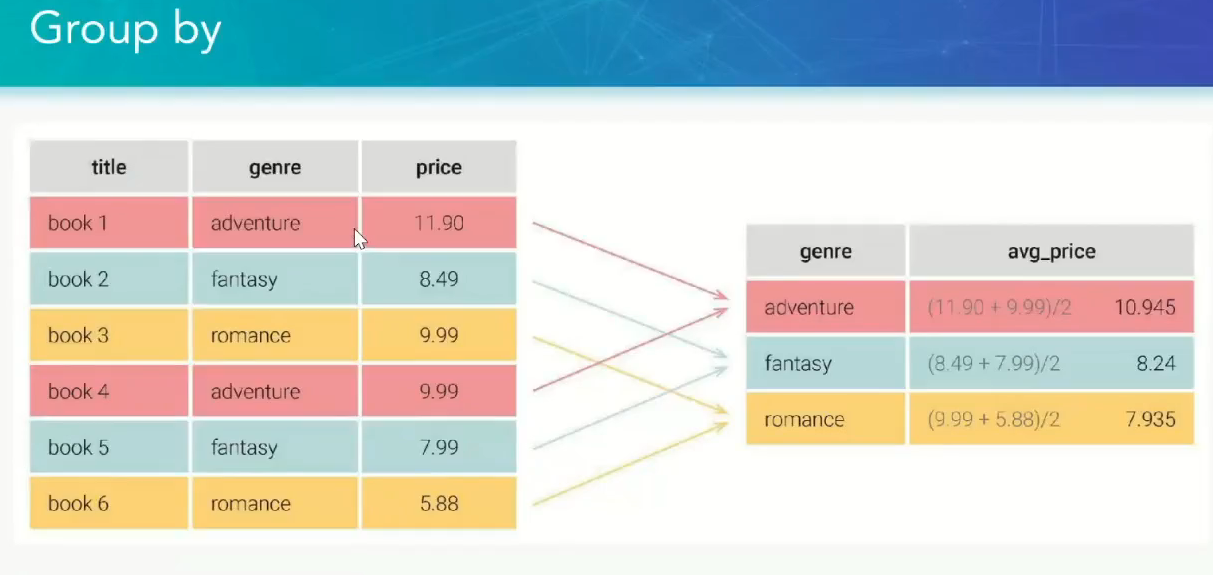 Group by
title genre price
book 1 adventure 11.90
book 2 fantasy 8.49
book 3 romance 9.99
book 4 adventure 9.99
book 5 fantasy 7.99
book 6 romance 5.88
genre avg_price
adventure (11.90 + 9.99)/2 10.945
fantasy (8.49 + 7.99)/2 8.24
romance (9.99 + 5.88)/2 7.935